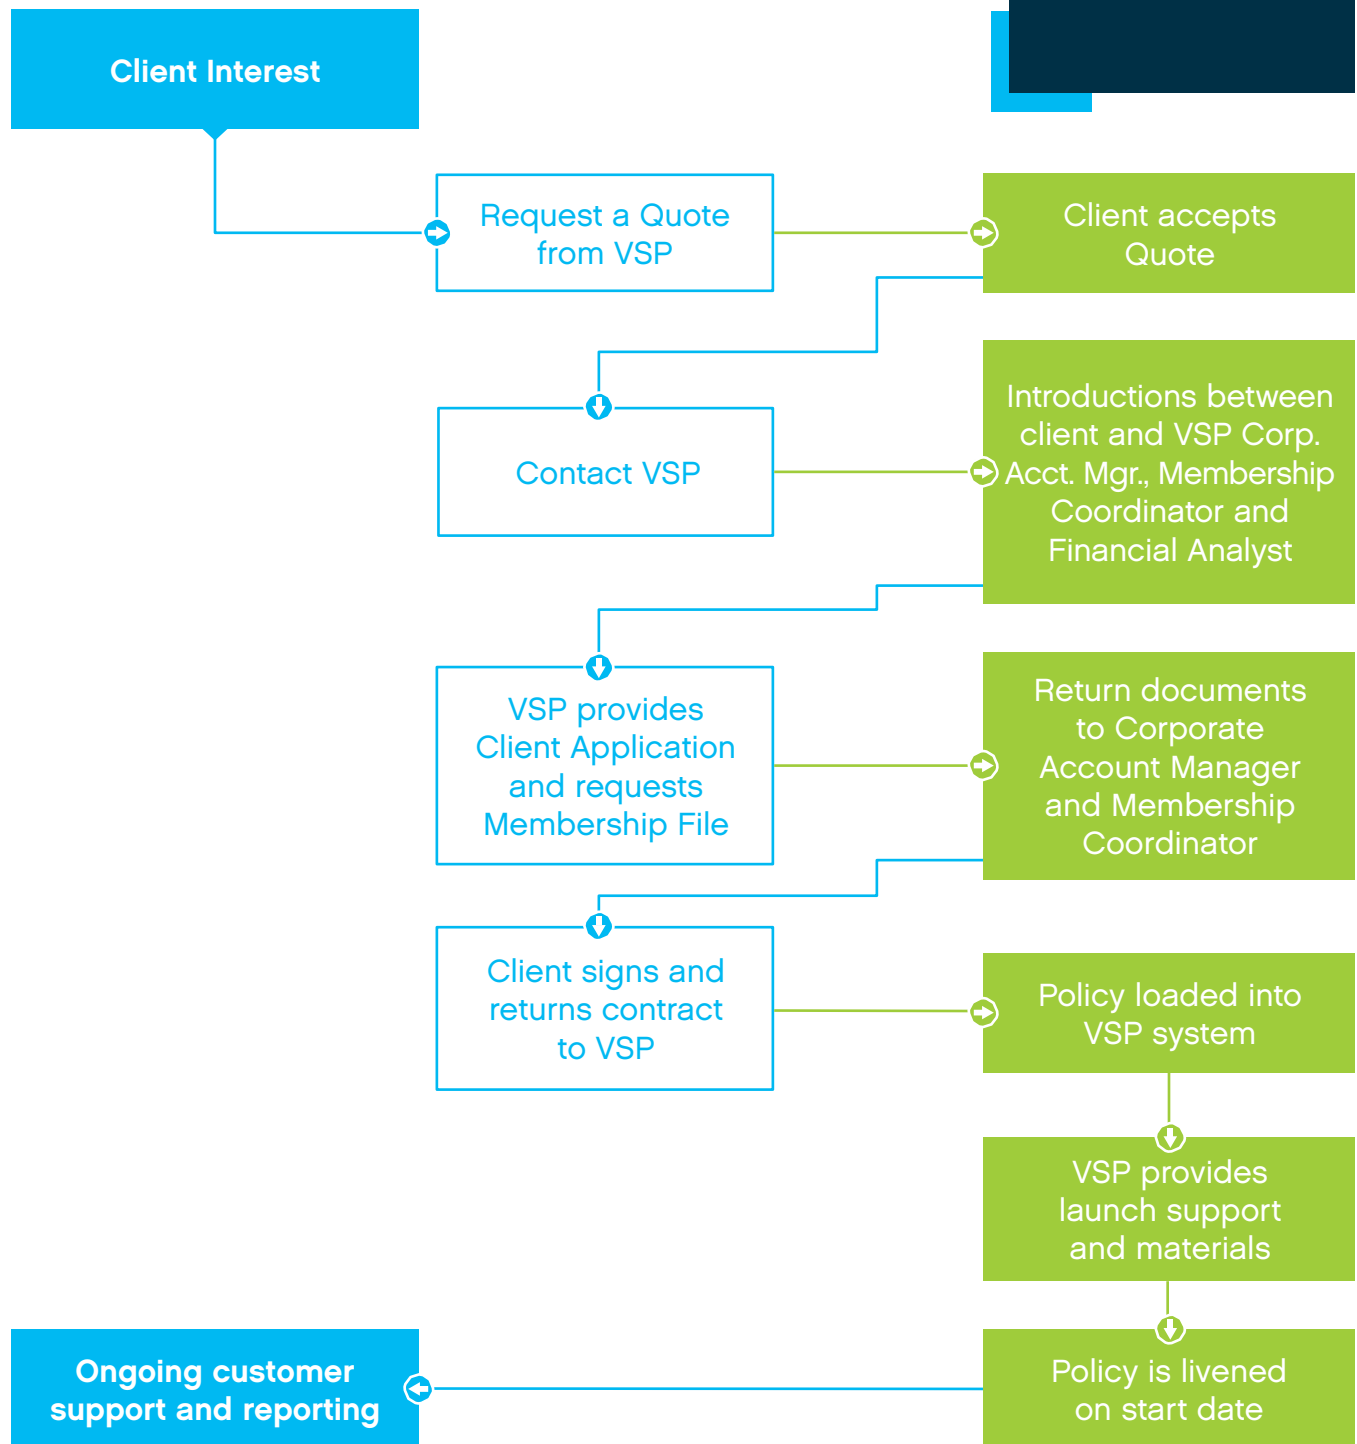 Client Interest
Request a Quote
from VSP
Client accepts
Quote
Contact VSP
Introductions between
client and VSP Corp.
Acct. Mgr., Membership
Coordinator and
Financial Analyst
VSP provides
Client Application
and requests
Membership File
Return documents
to Corporate
Account Manager
and Membership
Coordinator
Client signs and
returns contract
to VSP
Policy loaded into
VSP system
VSP provides
launch support
and materials
Policy is livened
on start date
Ongoing customer
support and reporting